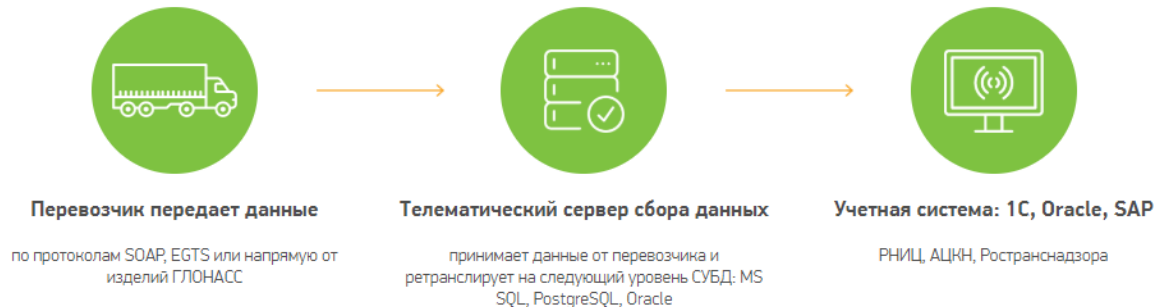 Перевозчик передает данные
по протоколам SOAP, EGTS или напрямую от
изделий ГЛОНАСС
Телематический сервер сбора данных
принимает данные от перевозчика и
ретранслирует на следующий уровень СУБД: MS
SQL, PostgreSQL, Oracle
Учетная система: 1С, Oracle, SAP
РНИЦ, АЦКН, Ространснадзора